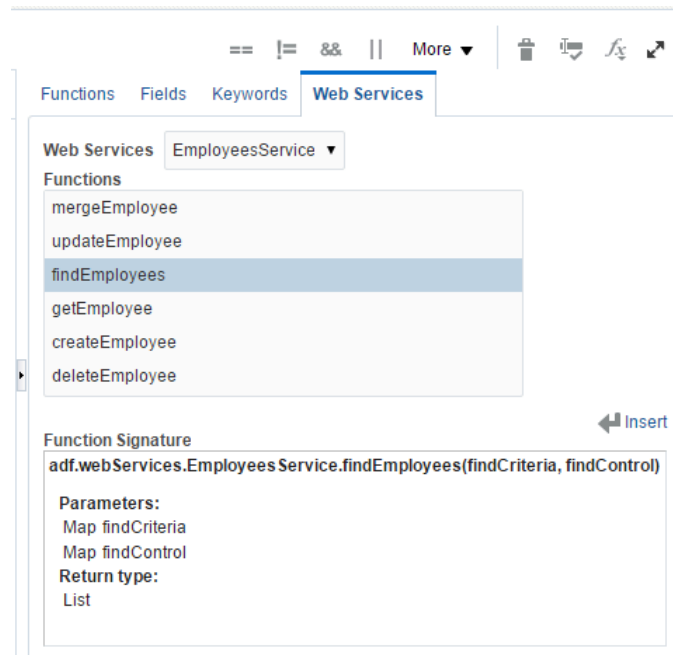 == != && || More ▼
Functions Fields Keywords Web Services
Web Services EmployeesService ▼
Functions
mergeEmployee
updateEmployee
findEmployees
getEmployee
createEmployee
deleteEmployee
Insert
Function Signature
adf.webServices.EmployeesService.findEmployees(findCriteria, findControl)
Parameters:
Map findCriteria
Map findControl
Return type:
List